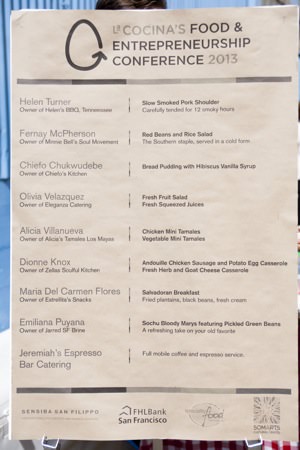 La COCINA'S FOOD &
ENTREPRENEURSHIP
CONFERENCE 2013
Helen Turner
Owner of Helen's BBQ, Tennessee
Slow Smoked Pork Shoulder
Carefully tended for 12 smoky hours
Fernay McPherson
Owner of Minnie Bell's Soul Movement
Red Beans and Rice Salad
The Southern staple, served in a cold form
Chiefo Chukwudebe
Owner of Chiefo's Kitchen
Bread Pudding with Hibiscus Vanilla Syrup
Olivia Velazquez
Owner of Eleganza Catering
Fresh Fruit Salad
Fresh Squeezed Juices
Alicia Villanueva
Owner of Alicia's Tamales Los Mayas
Chicken Mini Tamales
Vegetable Mini Tamales
Dionne Knox
Owner of Zellas Soulful Kitchen
Andouille Chicken Sausage and Potato Egg Casserole
Fresh Herb and Goat Cheese Casserole
Maria Del Carmen Flores
Owner of Estrellita's Snacks
Salvadoran Breakfast
Fried plantains, black beans, fresh cream
Emiliana Puyana
Owner of Jarred SF Brine
Sochu Bloody Marys featuring Pickled Green Beans
A refreshing take on your old favorite
Jeremiah's Espresso
Bar Catering
Full mobile coffee and espresso service.
SENSIBA SAN FILIPPO
FHLBank
San Francisco
SOMARTS